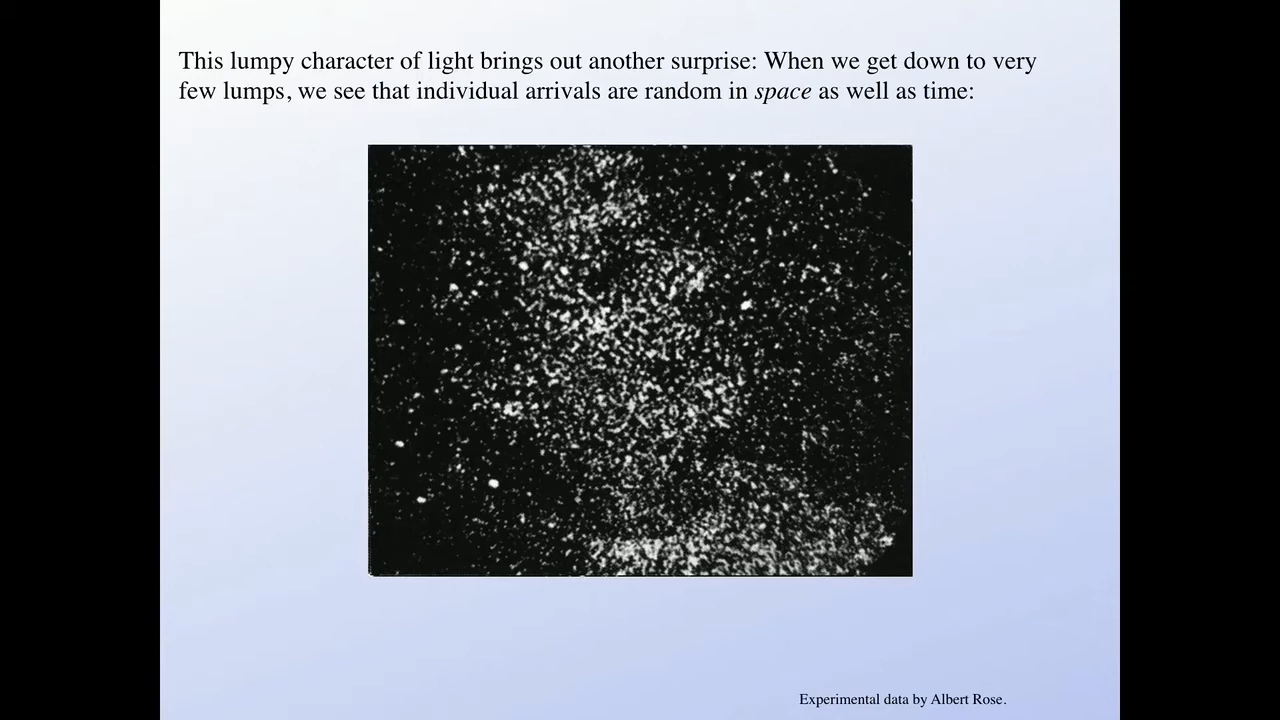 This lumpy character of light brings out another surprise: When we get down to very
few lumps, we see that individual arrivals are random in space as well as time:
Experimental data by Albert Rose.